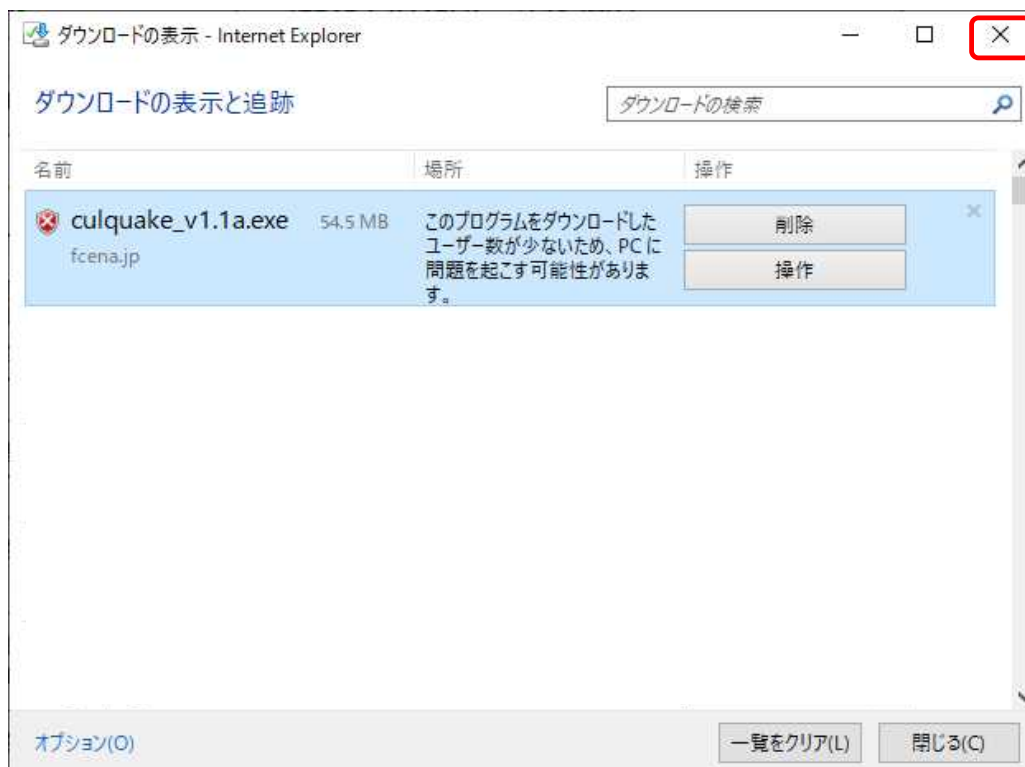 ダウンロードの表示 - Internet Explorer
ダウンロードの表示と追跡
ダウンロードの検索
名前 場所 操作
culquake_v1.1a.exe 54.5 MB
fcena.jp
このプログラムをダウンロードした
ユーザー数が少ないため、PC に
問題を起こす可能性がありま
す。
削除
操作
オプション(O)
一覧をクリア(L) 閉じる(C)